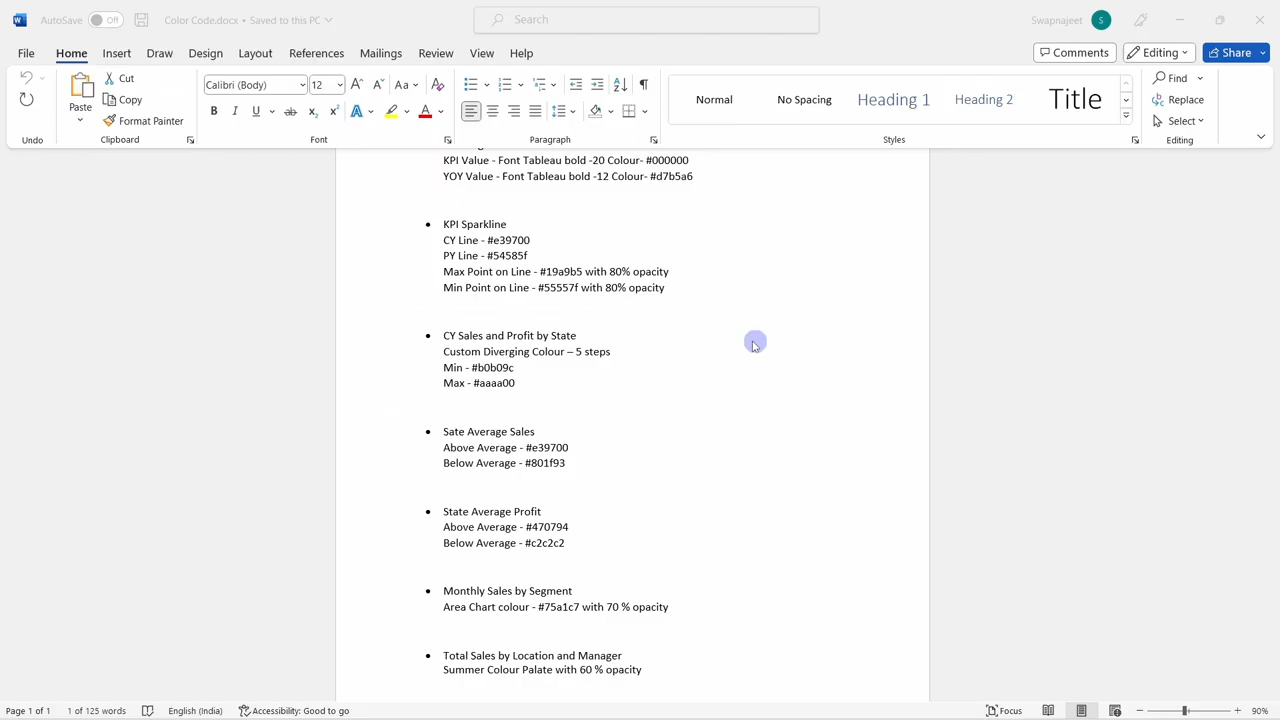 AutoSave Off Color Code.docx • Saved to this PC Search Swapnajeet S
File Home Insert Draw Design Layout References Mailings Review View Help Comments Editing Share
Paste Cut Copy Format Painter
Calibri (Body) 12 Aa
B I U ab x₂ x² A A
Normal No Spacing Heading 1 Heading 2 Title
Find Replace Select
Undo Clipboard Font Paragraph Styles Editing
KPI Value - Font Tableau bold -20 Colour- #000000
YOY Value - Font Tableau bold -12 Colour- #d7b5a6
• KPI Sparkline
CY Line - #e39700
PY Line - #54585f
Max Point on Line - #19a9b5 with 80% opacity
Min Point on Line - #55557f with 80% opacity
• CY Sales and Profit by State
Custom Diverging Colour – 5 steps
Min - #b0b09c
Max - #aaaa00
• Sate Average Sales
Above Average - #e39700
Below Average - #801f93
• State Average Profit
Above Average - #470794
Below Average - #c2c2c2
• Monthly Sales by Segment
Area Chart colour - #75a1c7 with 70 % opacity
• Total Sales by Location and Manager
Summer Colour Palate with 60 % opacity
Page 1 of 1 1 of 125 words English (India) Accessibility: Good to go Focus 90%